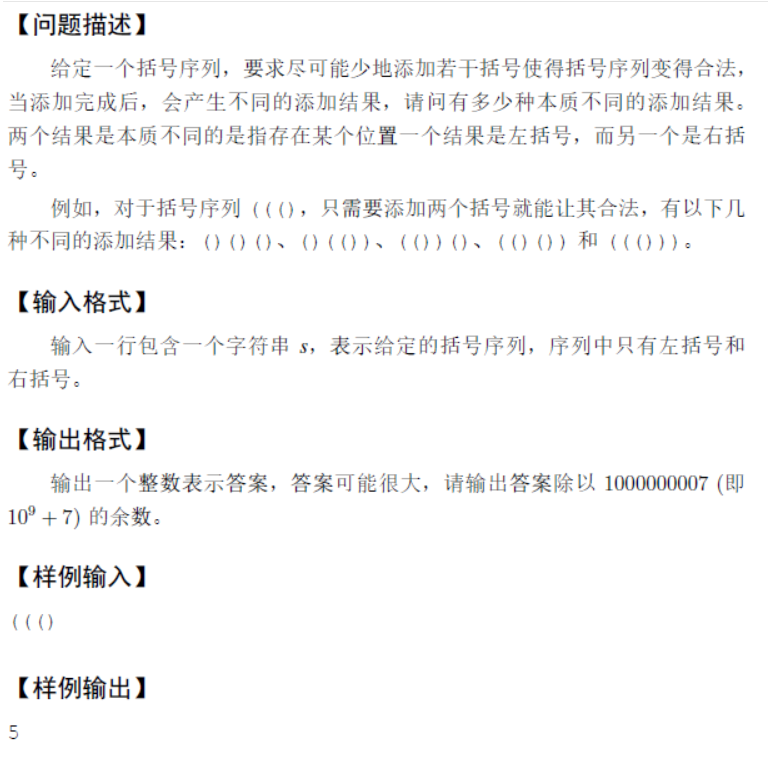 【问题描述】
给定一个括号序列，要求尽可能少地添加若干括号使得括号序列变得合法，
当添加完成后，会产生不同的添加结果，请问有多少种本质不同的添加结果。
两个结果是本质不同的是指存在某个位置一个结果是左括号，而另一个是右括
号。
例如，对于括号序列 ((()，只需要添加两个括号就能让其合法，有以下几
种不同的添加结果：()()()、()(())、(())()、(()()) 和 ((()))。
【输入格式】
输入一行包含一个字符串 s，表示给定的括号序列，序列中只有左括号和
右括号。
【输出格式】
输出一个整数表示答案，答案可能很大，请输出答案除以 1000000007 (即
10⁹ + 7) 的余数。
【样例输入】
((()
【样例输出】
5